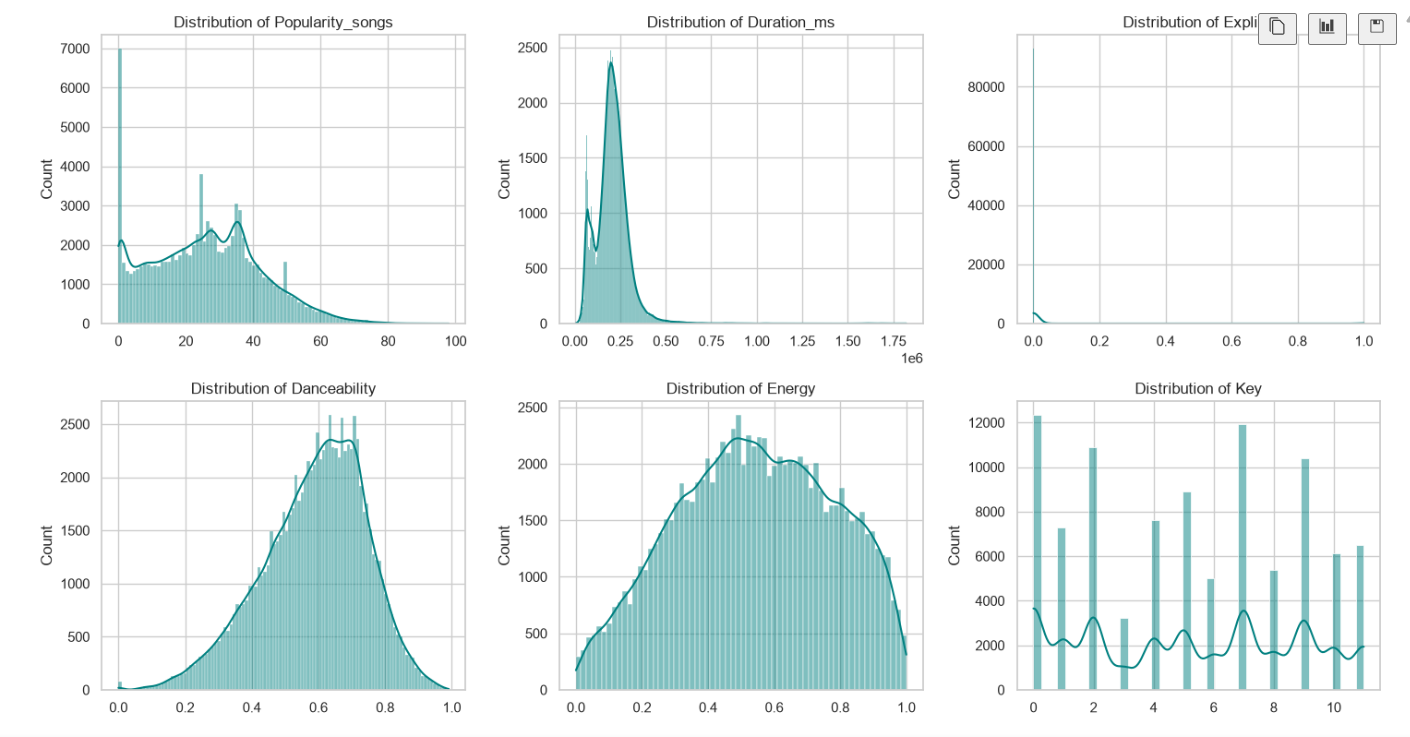 Distribution of Popularity_songs
7000
6000
5000
4000
3000
2000
1000
0
Count
0 20 40 60 80 100
Distribution of Duration_ms
2500
2000
1500
1000
500
0
Count
0.00 0.25 0.50 0.75 1.00 1.25 1.50 1.75
1e6
Distribution of Expli
80000
60000
40000
20000
0
Count
0.0 0.2 0.4 0.6 0.8 1.0
Distribution of Danceability
2500
2000
1500
1000
500
0
Count
0.0 0.2 0.4 0.6 0.8 1.0
Distribution of Energy
2500
2000
1500
1000
500
0
Count
0.0 0.2 0.4 0.6 0.8 1.0
Distribution of Key
12000
10000
8000
6000
4000
2000
0
Count
0 2 4 6 8 10